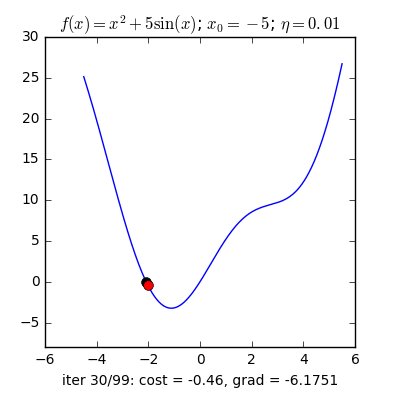 f(x) = x² + 5sin(x); x₀ = −5; η = 0.01
30
25
20
15
10
5
0
−5
−6 −4 −2 0 2 4 6
iter 30/99: cost = -0.46, grad = -6.1751